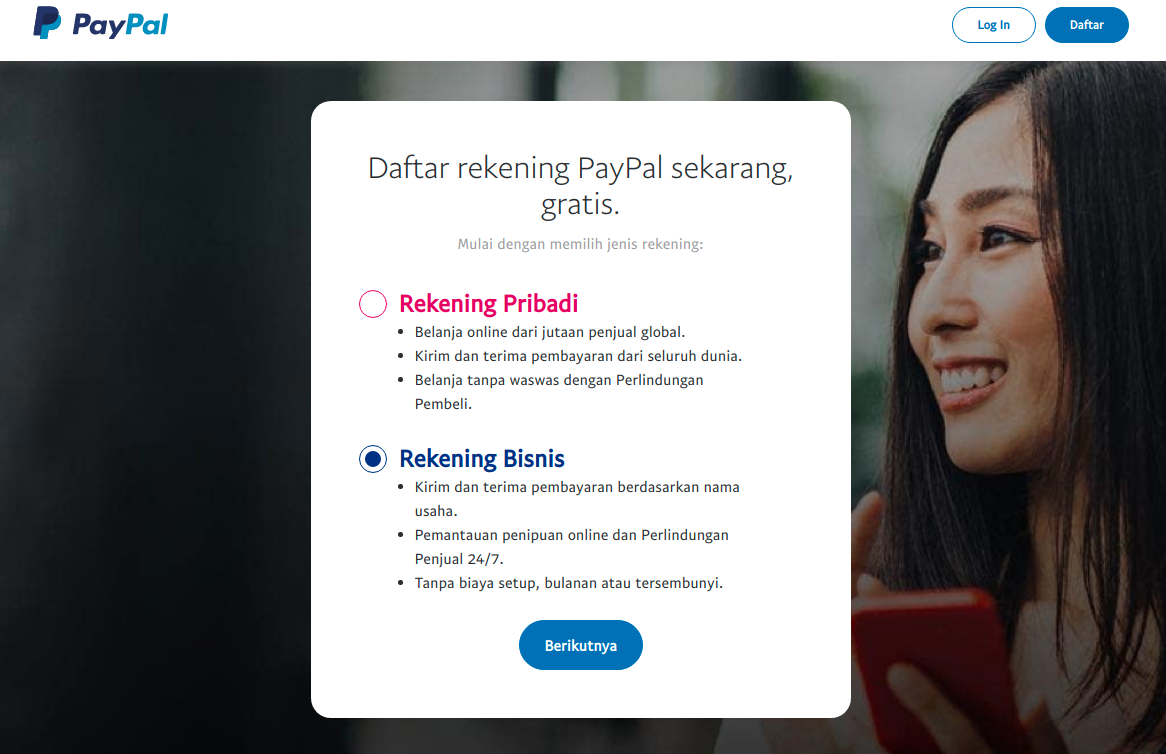 PayPal
Log In
Daftar
Daftar rekening PayPal sekarang,
gratis.
Mulai dengan memilih jenis rekening:
Rekening Pribadi
• Belanja online dari jutaan penjual global.
• Kirim dan terima pembayaran dari seluruh dunia.
• Belanja tanpa waswas dengan Perlindungan
Pembeli.
Rekening Bisnis
• Kirim dan terima pembayaran berdasarkan nama
usaha.
• Pemantauan penipuan online dan Perlindungan
Penjual 24/7.
• Tanpa biaya setup, bulanan atau tersembunyi.
Berikutnya